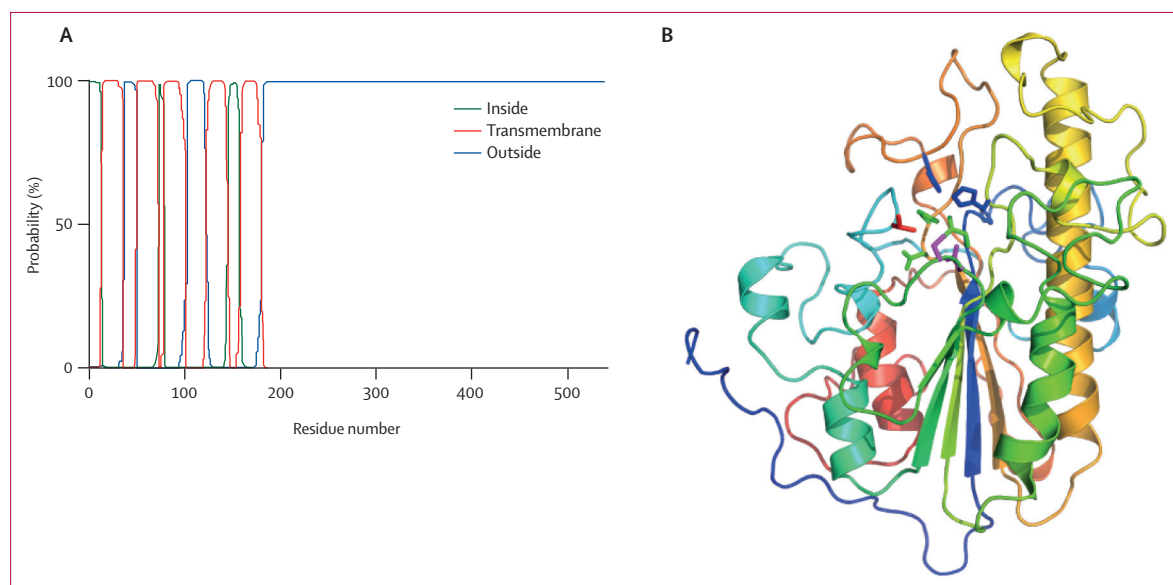 A
B
100
50
0
Probability (%)
Inside
Transmembrane
Outside
0 100 200 300 400 500
Residue number